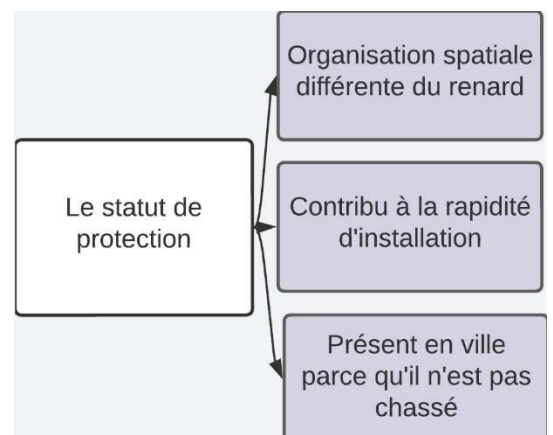 Organisation spatiale
différente du renard
Le statut de
protection
Contribu à la rapidité
d'installation
Présent en ville
parce qu'il n'est pas
chassé